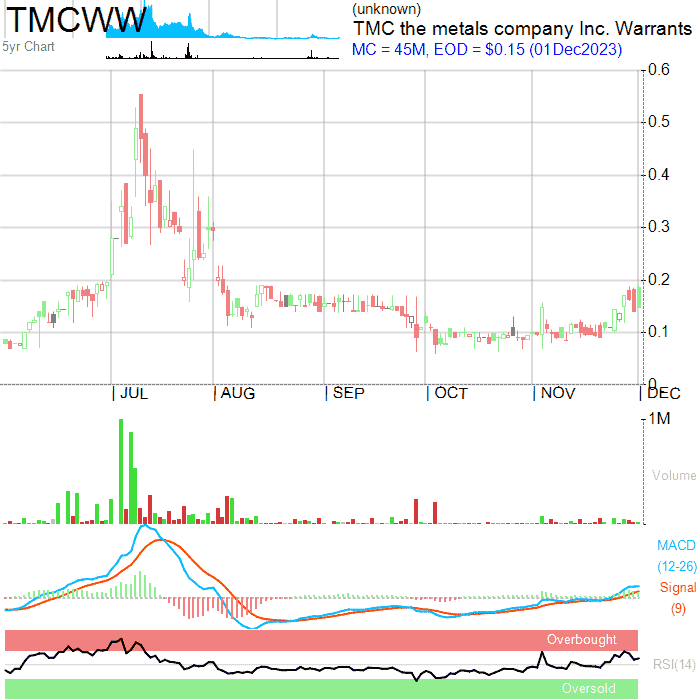 TMCWW
5yr Chart
(unknown)
TMC the metals company Inc. Warrants
MC = 45M, EOD = $0.15 (01Dec2023)
0.6
0.5
0.4
0.3
0.2
0.1
0
JUL AUG SEP OCT NOV DEC
1M
Volume
MACD
(12-26)
Signal
(9)
Overbought
RSI(14)
Oversold